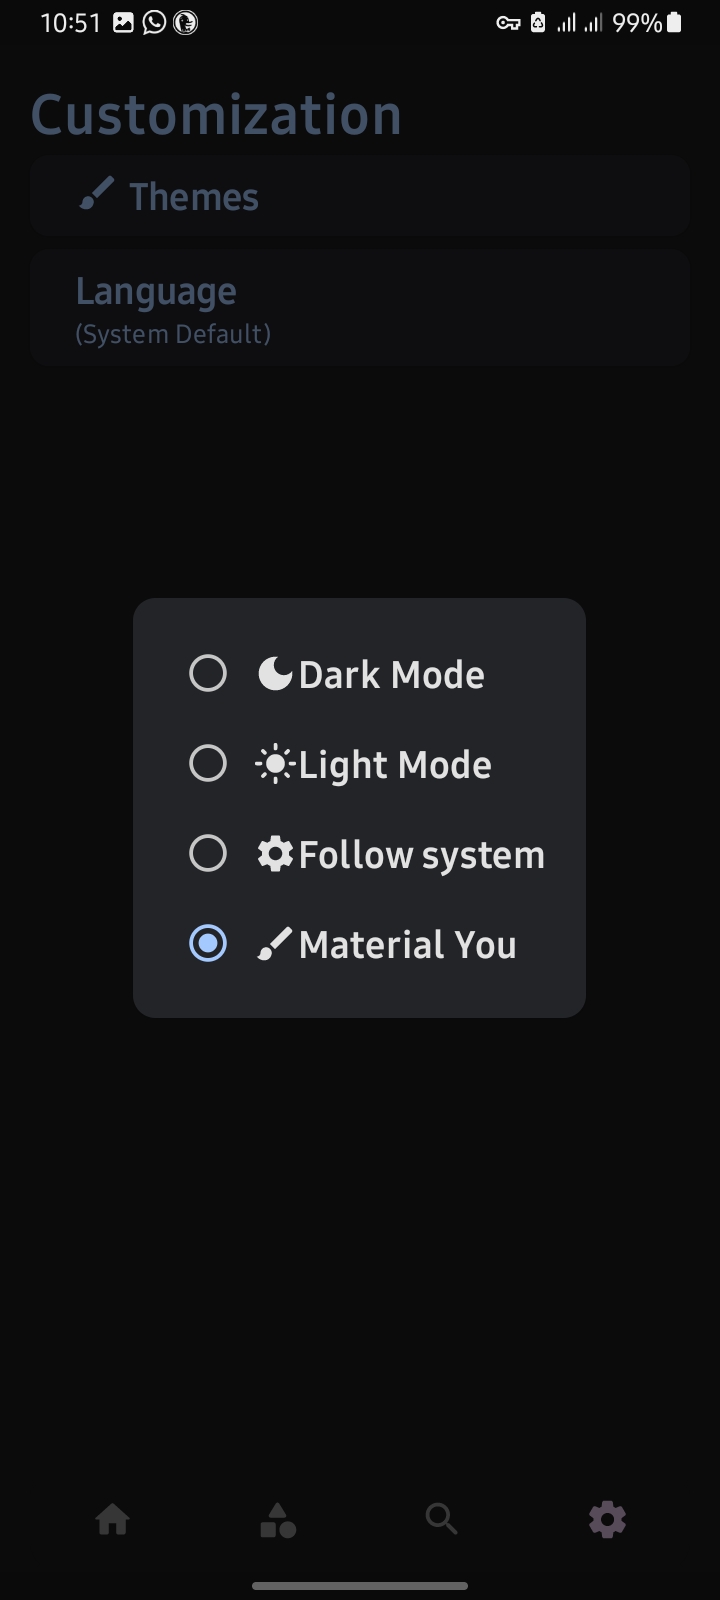 10:51
99%
Customization
Themes
Language
(System Default)
Dark Mode
Light Mode
Follow system
Material You